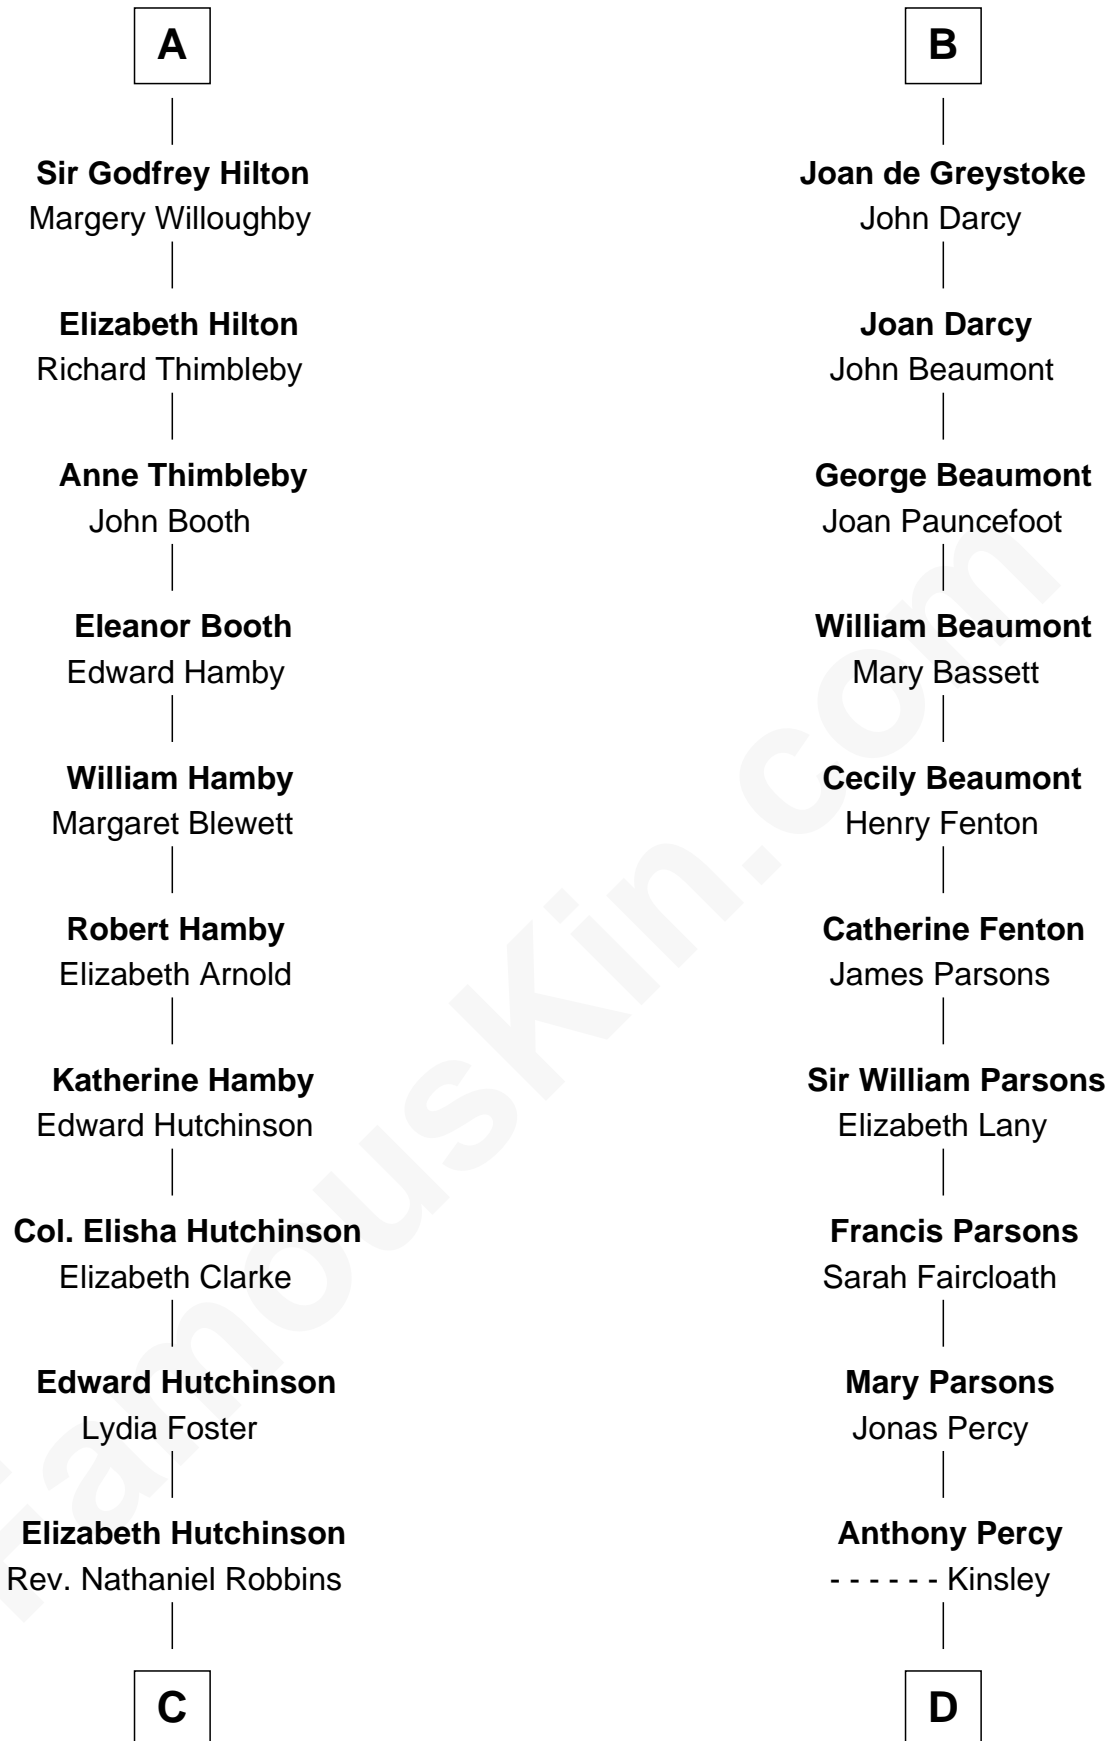 A
Sir Godfrey Hilton
Margery Willoughby
Elizabeth Hilton
Richard Thimbleby
Anne Thimbleby
John Booth
Eleanor Booth
Edward Hamby
William Hamby
Margaret Blewett
Robert Hamby
Elizabeth Arnold
Katherine Hamby
Edward Hutchinson
Col. Elisha Hutchinson
Elizabeth Clarke
Edward Hutchinson
Lydia Foster
Elizabeth Hutchinson
Rev. Nathaniel Robbins
C
B
Joan de Greystoke
John Darcy
Joan Darcy
John Beaumont
George Beaumont
Joan Pauncefoot
William Beaumont
Mary Bassett
Cecily Beaumont
Henry Fenton
Catherine Fenton
James Parsons
Sir William Parsons
Elizabeth Lany
Francis Parsons
Sarah Faircloath
Mary Parsons
Jonas Percy
Anthony Percy
- - - - - - Kinsley
D
FamousKin.com